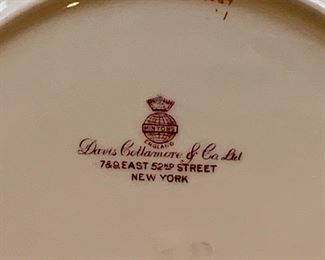 MINTONS
ENGLAND
Davis Collamore & Co. Ltd
7&9 EAST 52ND STREET
NEW YORK